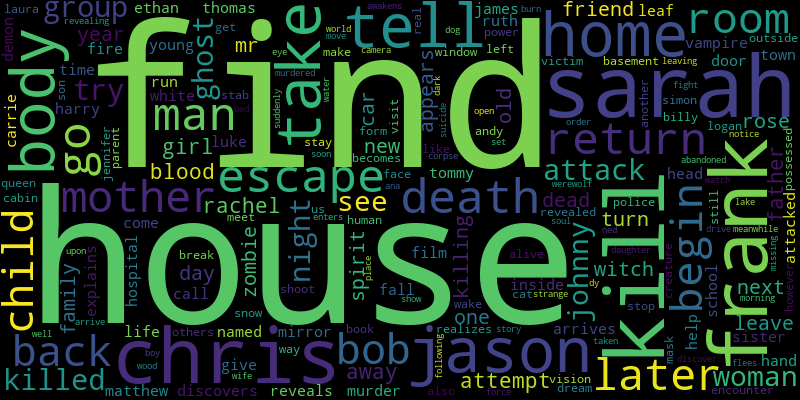 laura
revealing
ethan
thomas
get
awakens
real
dog
burn
friend
leaf
demon
group
year
fire
young
mr
ghost
take
tell
ruth
james
power
world
move
camera
eye
make
window
left
home
room
vampire
outside
door
town
basement
leaving
carrie
body
time
son
try
run
white
stab
find
suddenly
murdered
water
bed
car
visit
appears
old
suicide
dark
open
victim
sarah
simon
another
fight
harry
go
man
luke
form
stay
soon
new
like
andy
set
order
return
billy
logan
rose
notice
jennifer
parent
girl
blood
becomes
tommy
corpse
abandoned
watch
queen
cabin
mother
escape
face
ana
attack
werewolf
head
possessed
rachel
see
death
dead
police
lake
father
attacked
child
meet
us
enters
human
revealed
soul
turn
still
drive
meanwhile
upon
come
zombie
night
spirit
place
film
alive
killing
johnny
ned
daughter
begin
frank
missing
house
explains
hospital
break
day
call
fall
show
inside
cat
strange
witch
kill
creature
school
next
morning
however
family
snow
shoot
wake
one
dy
stop
help
mask
well
arrive
life
others
named
mirror
book
realizes
story
arrives
taken
leave
sister
back
chris
boy
wood
way
give
wife
bob
away
jason
following
later
discover
flees
woman
hand
killed
matthew
discovers
reveals
murder
also
attempt
vision
dream
force
encounter